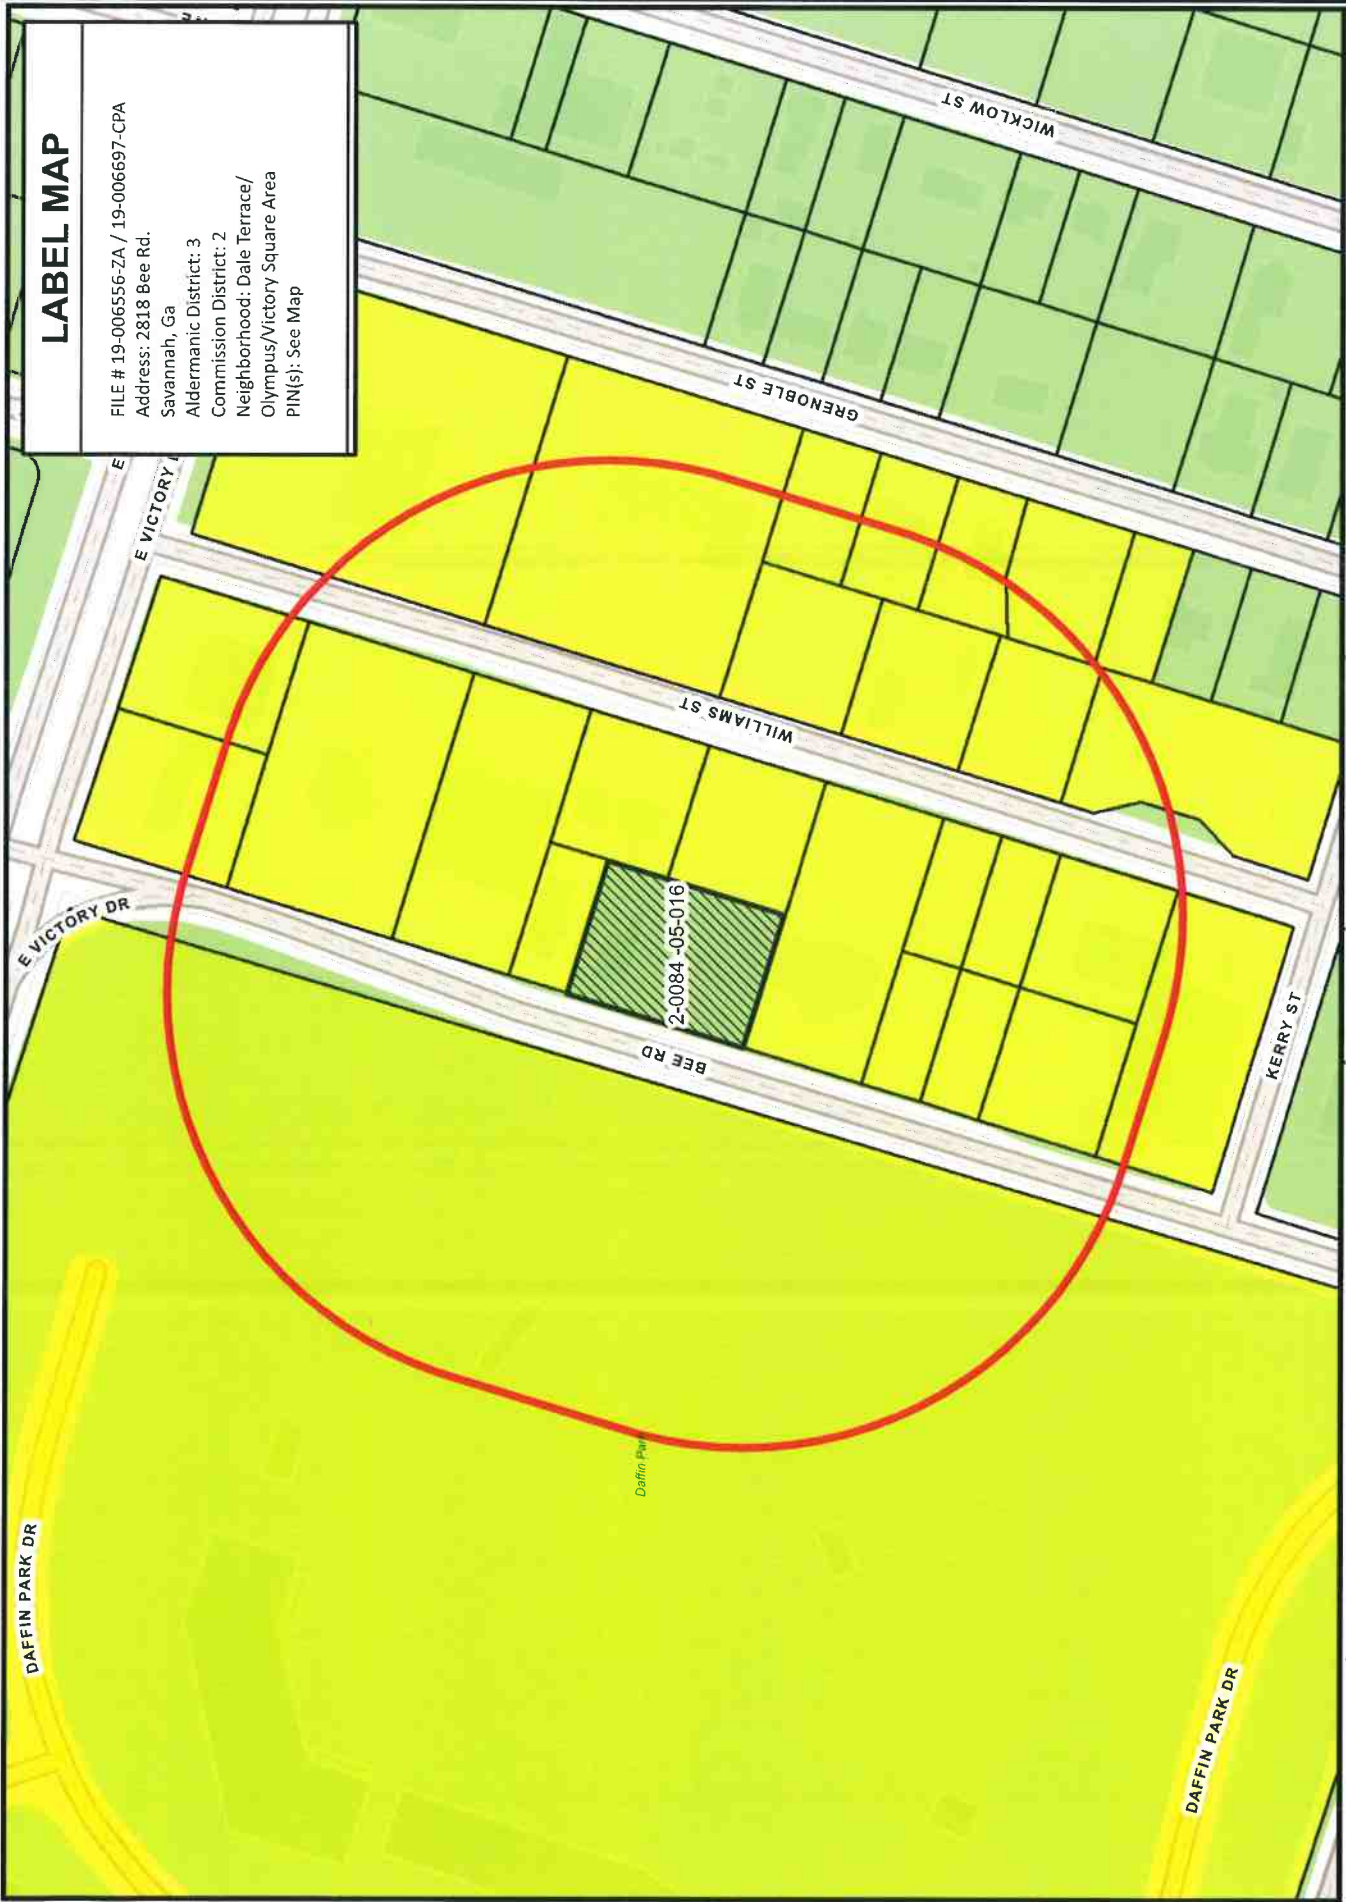 LABEL MAP
FILE # 19-006556-ZA / 19-006697-CPA
Address: 2818 Bee Rd.
Savannah, Ga
Aldermanic District: 3
Commission District: 2
Neighborhood: Dale Terrace/
Olympus/Victory Square Area
PIN(s): See Map
E VICTORY DR
E
E VICTORY
WICKLOW ST
GRENOBLE ST
WILLIAMS ST
2-0084 -05-016
BEE RD
KERRY ST
DAFFIN PARK DR
Daffin Park
DAFFIN PARK DR